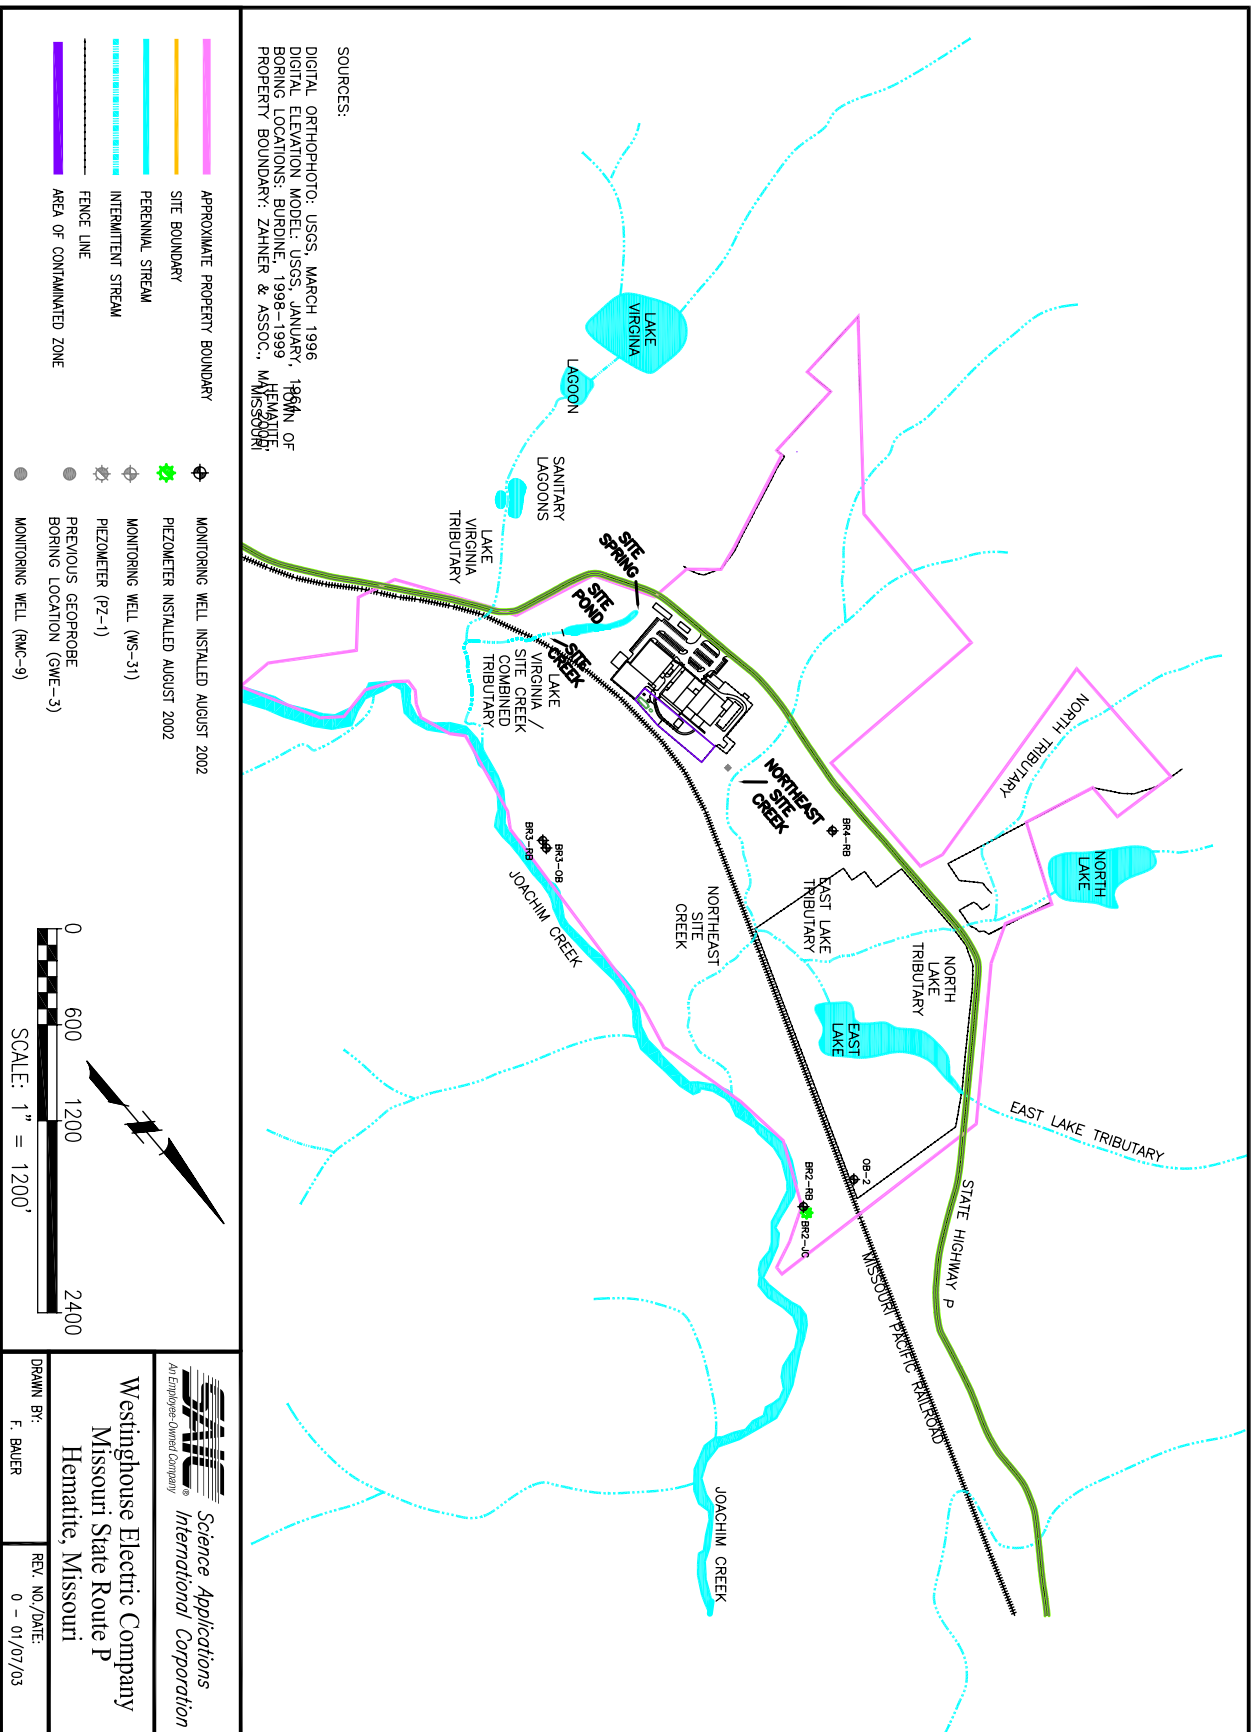 SOURCES:
DIGITAL ORTHOPHOTO: USGS, MARCH 1996
DIGITAL ELEVATION MODEL: USGS, JANUARY, 1964
BORING LOCATIONS: BURDINE, 1998-1999
PROPERTY BOUNDARY: ZAHNER & ASSOC., MAY 2000
TOWN OF
HEMATITE,
MISSOURI
LAKE
VIRGINA
LAGOON
SANITARY
LAGOONS
LAKE
VIRGINIA
TRIBUTARY
SITE
SPRING
SITE
POND
SITE
CREEK
LAKE
VIRGINIA /
SITE CREEK
COMBINED
TRIBUTARY
NORTH TRIBUTARY
NORTHEAST
SITE
CREEK
BR4-RB
BR3-OB
BR3-RB
JOACHIM CREEK
NORTHEAST
SITE
CREEK
EAST LAKE
TRIBUTARY
NORTH
LAKE
NORTH
LAKE
TRIBUTARY
EAST
LAKE
EAST LAKE TRIBUTARY
OB-2
BR2-RB
BR2-JC
STATE HIGHWAY P
MISSOURI PACIFIC RAILROAD
JOACHIM CREEK
APPROXIMATE PROPERTY BOUNDARY
SITE BOUNDARY
PERENNIAL STREAM
INTERMITTENT STREAM
FENCE LINE
AREA OF CONTAMINATED ZONE
MONITORING WELL INSTALLED AUGUST 2002
PIEZOMETER INSTALLED AUGUST 2002
MONITORING WELL (WS-31)
PIEZOMETER (PZ-1)
PREVIOUS GEOPROBE
BORING LOCATION (GWE-3)
MONITORING WELL (RMC-9)
0 600 1200 2400
SCALE: 1" = 1200'
SAIC®
An Employee-Owned Company
Science Applications
International Corporation
Westinghouse Electric Company
Missouri State Route P
Hematite, Missouri
DRAWN BY:
F. BAUER
REV. NO./DATE:
0 - 01/07/03